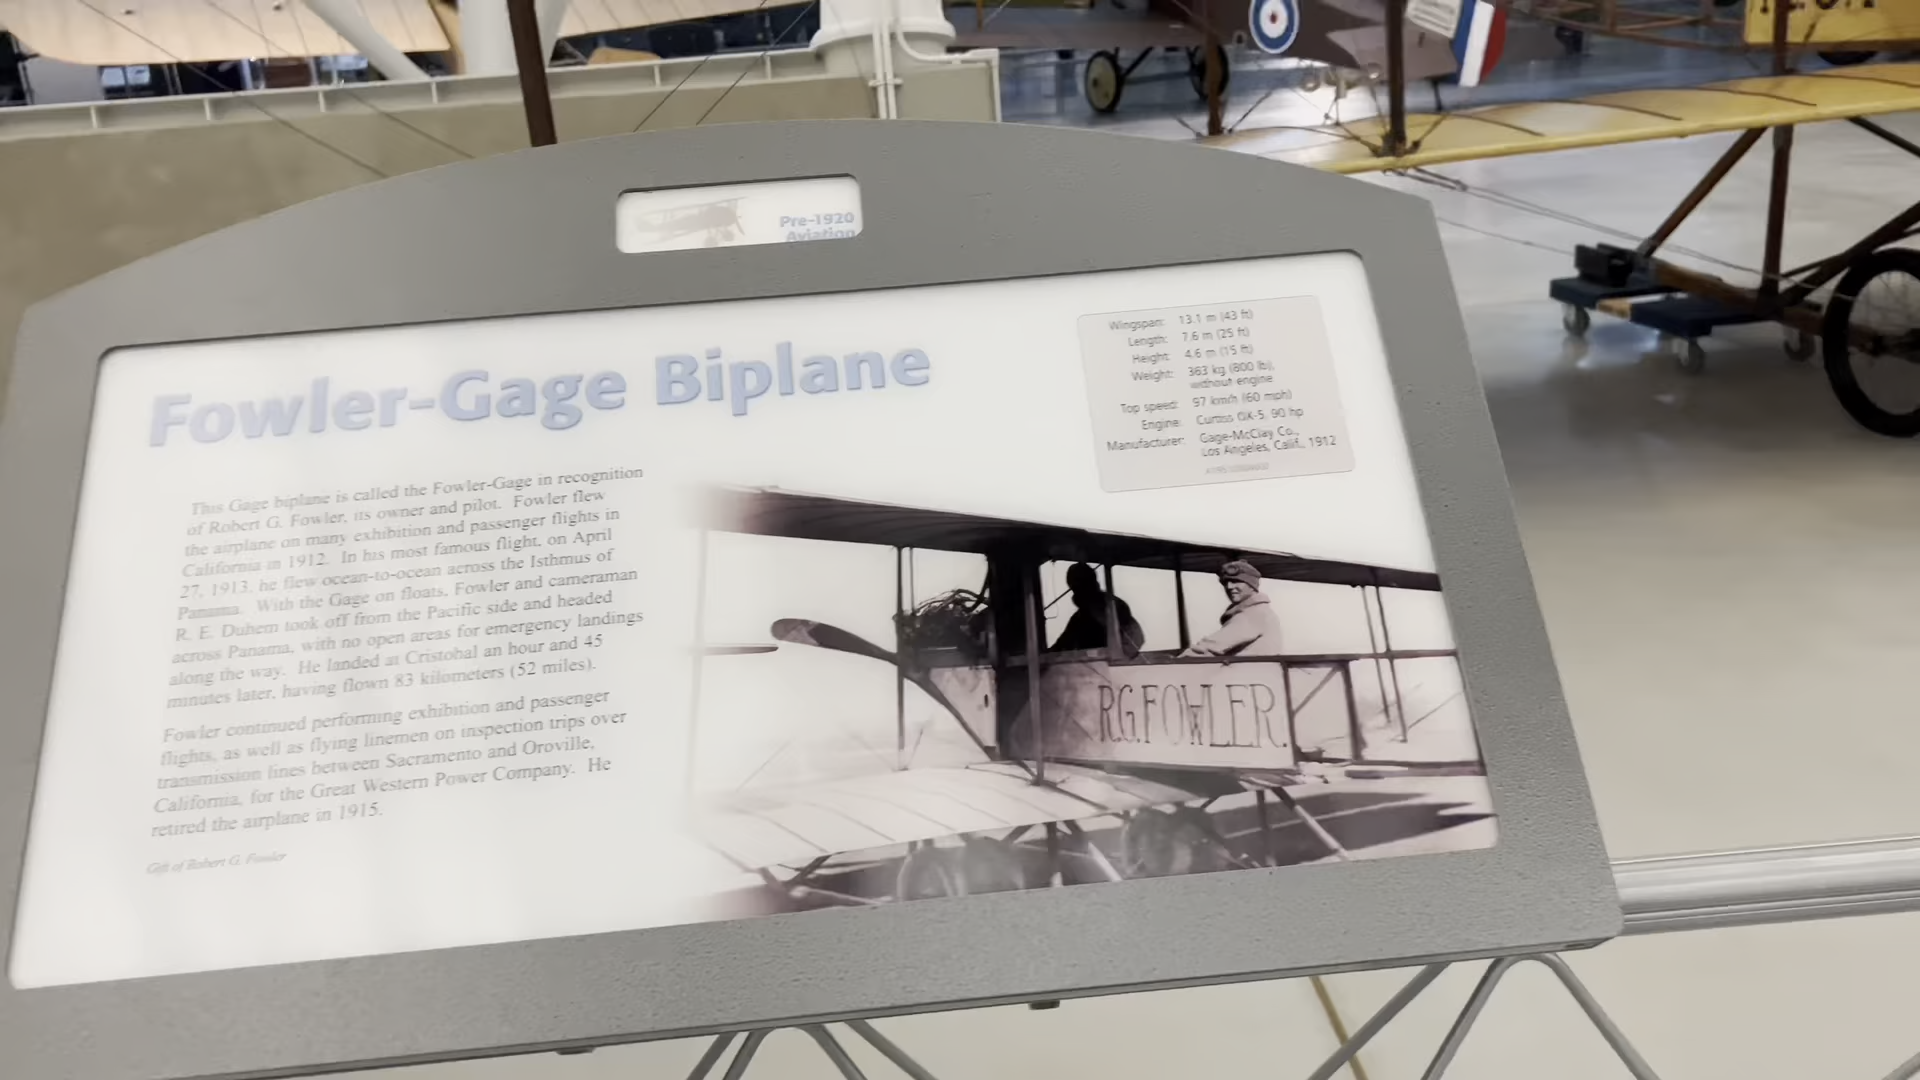 Pre-1920
Aviation
Fowler-Gage Biplane
Wingspan: 13.1 m (43 ft)
Length: 7.6 m (25 ft)
Height: 4.6 m (15 ft)
Weight: 363 kg (800 lb),
without engine
Top speed: 97 km/h (60 mph)
Engine: Curtiss OX-5, 90 hp
Manufacturer: Gage-McClay Co.,
Los Angeles, Calif., 1912
This Gage biplane is called the Fowler-Gage in recognition
of Robert G. Fowler, its owner and pilot. Fowler flew
the airplane on many exhibition and passenger flights in
California in 1912. In his most famous flight, on April
27, 1913, he flew ocean-to-ocean across the Isthmus of
Panama. With the Gage on floats, Fowler and cameraman
R. E. Duhem took off from the Pacific side and headed
across Panama, with no open areas for emergency landings
along the way. He landed at Cristobal an hour and 45
minutes later, having flown 83 kilometers (52 miles).
Fowler continued performing exhibition and passenger
flights, as well as flying linemen on inspection trips over
transmission lines between Sacramento and Oroville,
California, for the Great Western Power Company. He
retired the airplane in 1915.
Gift of Robert G. Fowler
R.G. FOWLER.